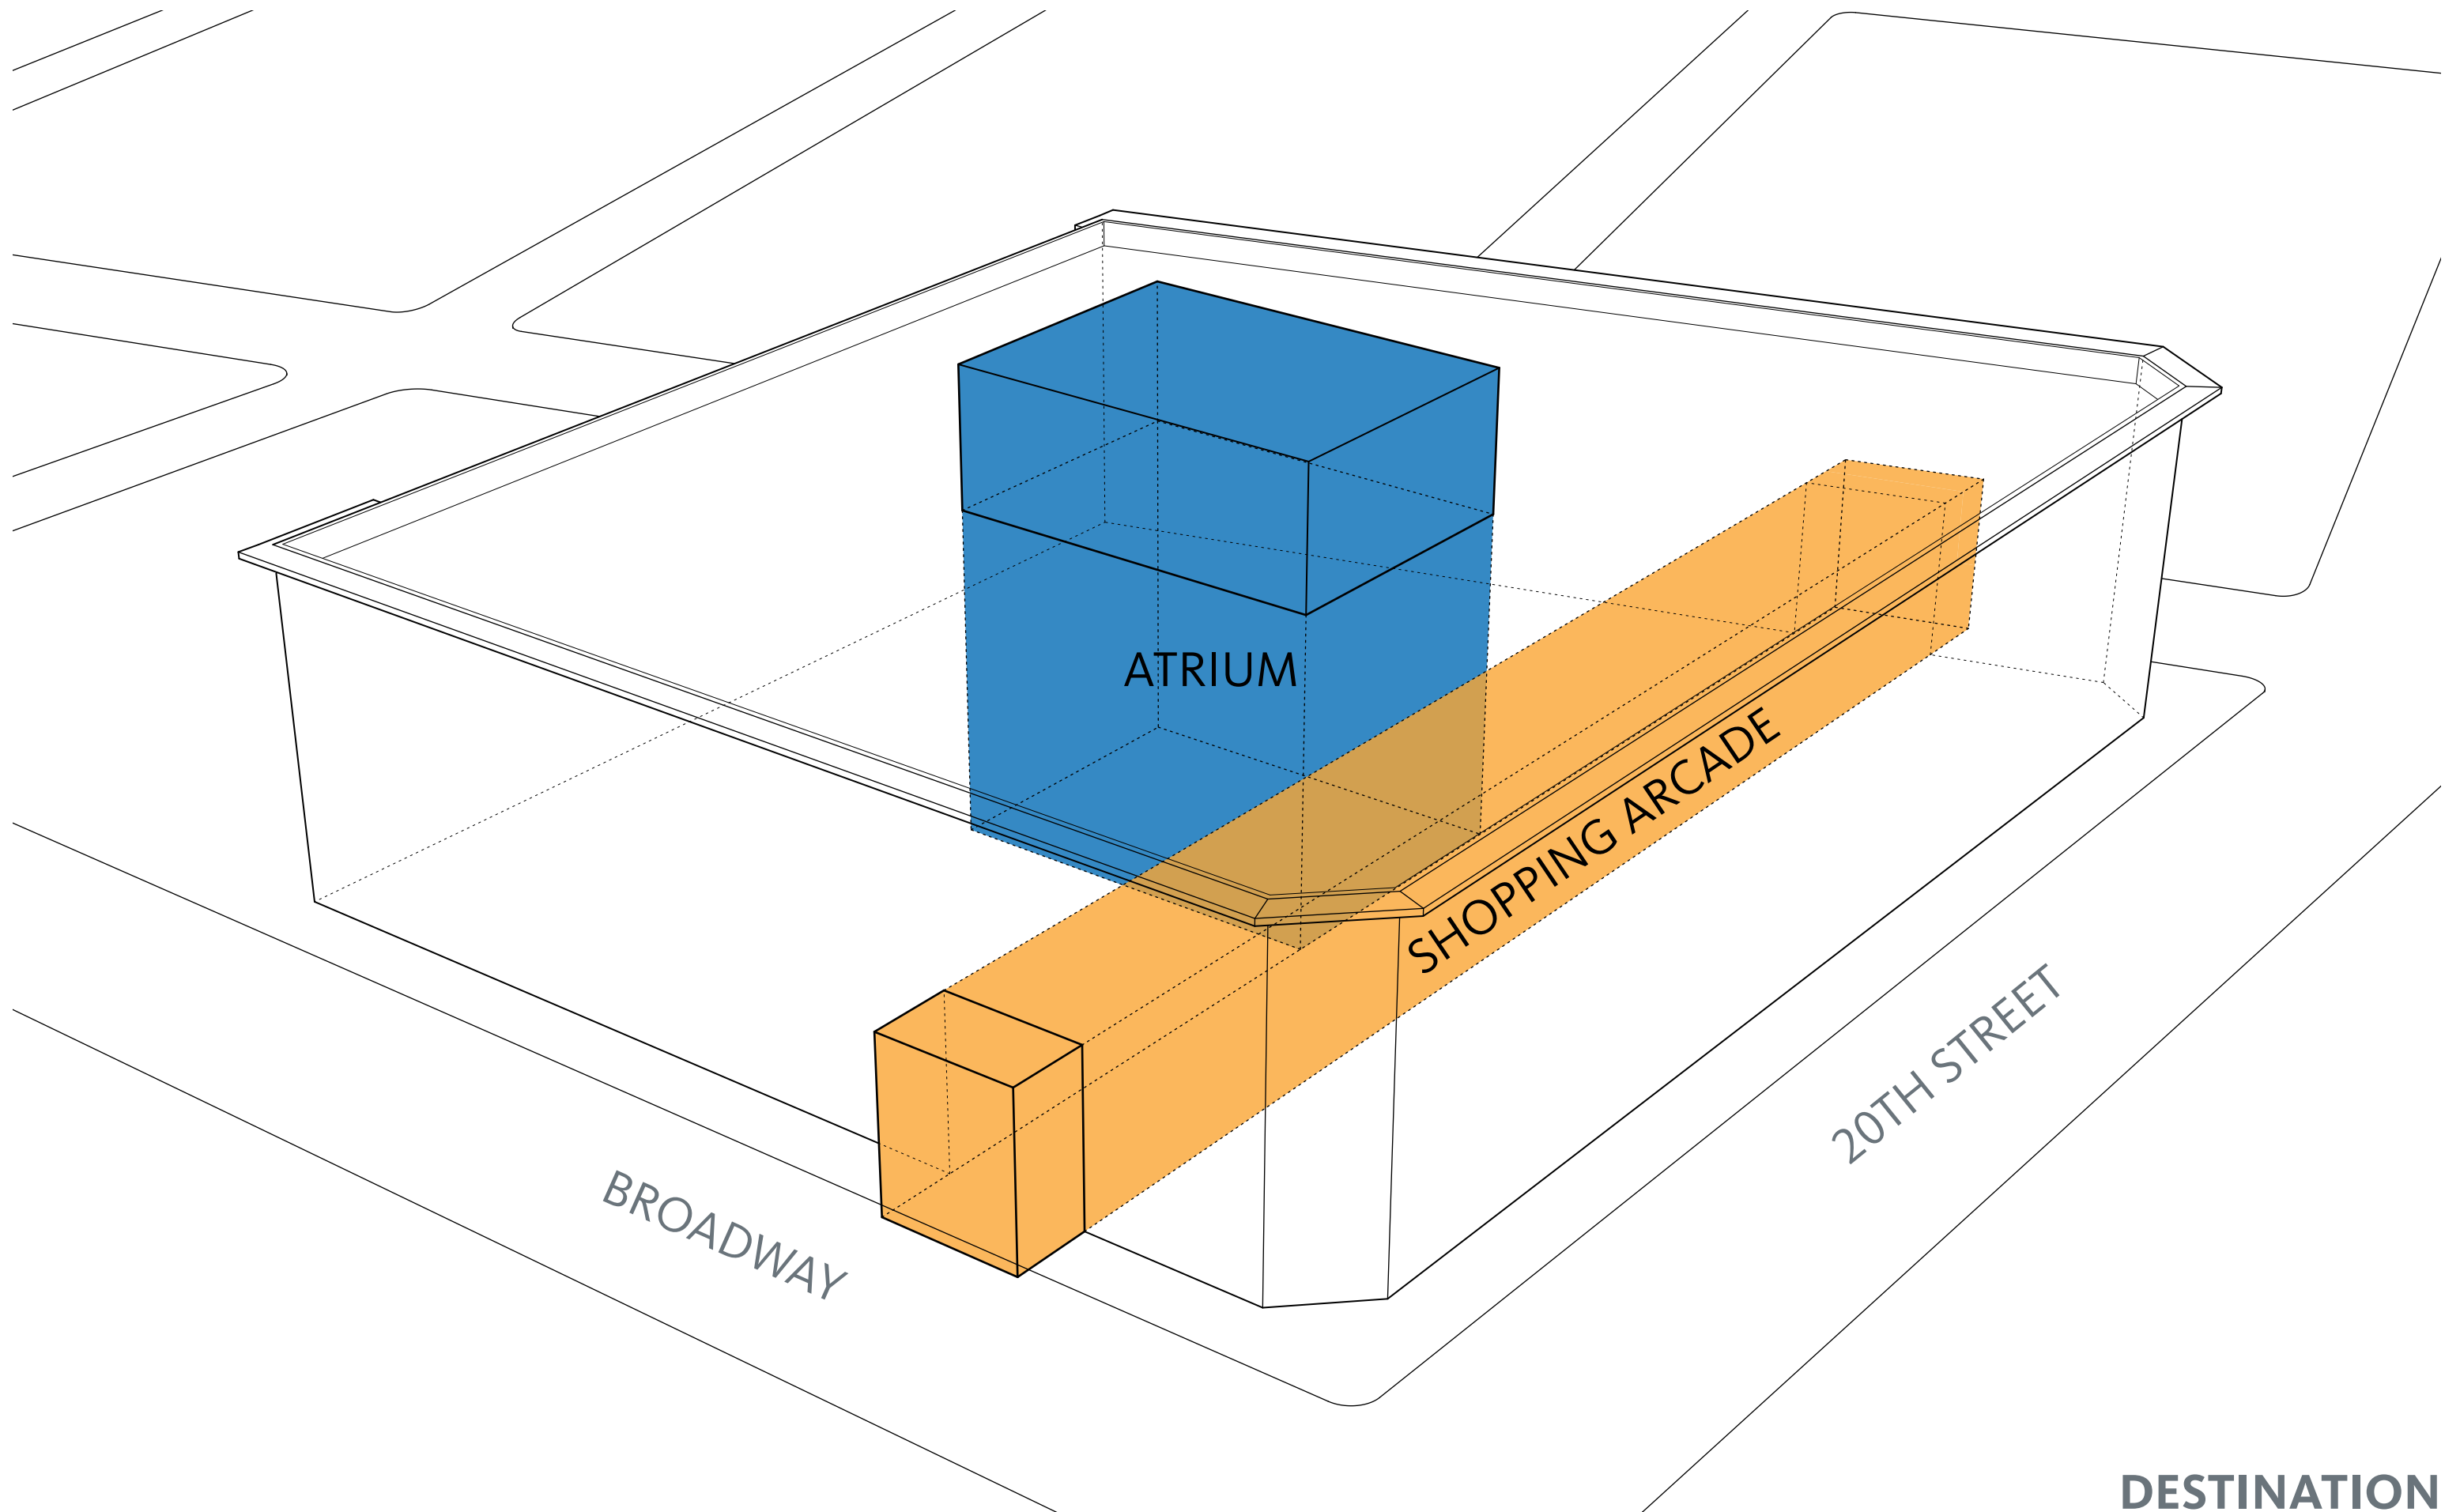 ATRIUM
SHOPPING ARCADE
20TH STREET
BROADWAY
DESTINATION